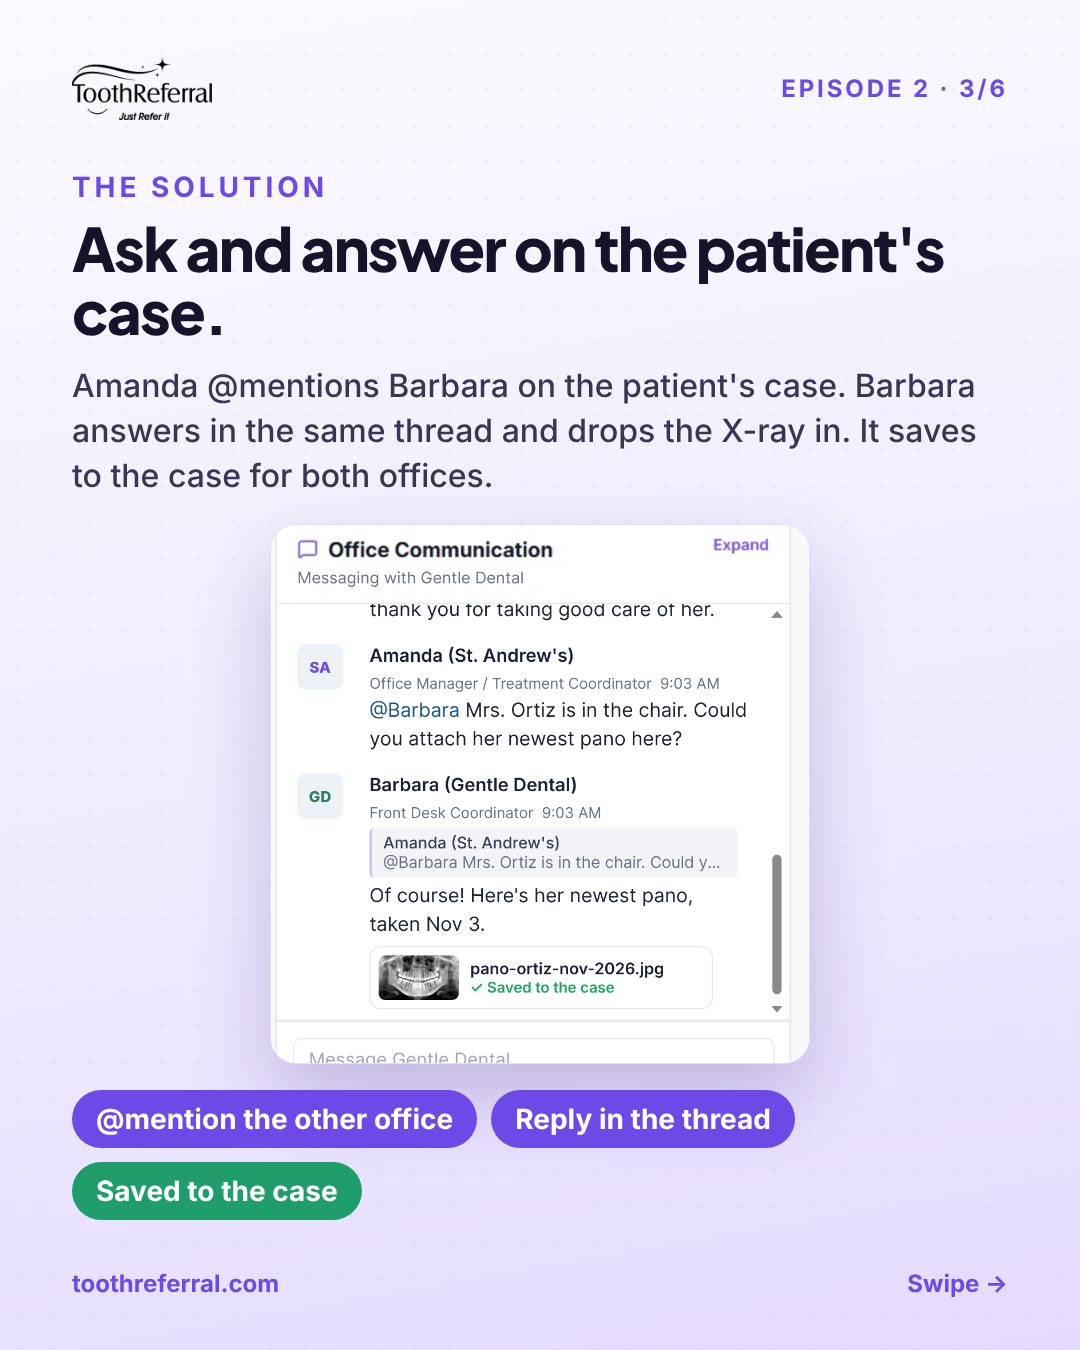 ToothReferral
Just Refer it
EPISODE 2 · 3/6
THE SOLUTION
Ask and answer on the patient's
case.
Amanda @mentions Barbara on the patient's case. Barbara
answers in the same thread and drops the X-ray in. It saves
to the case for both offices.
Office Communication
Expand
Messaging with Gentle Dental
thank you for taking good care of her.
SA
Amanda (St. Andrew's)
Office Manager / Treatment Coordinator 9:03 AM
@Barbara Mrs. Ortiz is in the chair. Could
you attach her newest pano here?
GD
Barbara (Gentle Dental)
Front Desk Coordinator 9:03 AM
Amanda (St. Andrew's)
@Barbara Mrs. Ortiz is in the chair. Could y...
Of course! Here's her newest pano,
taken Nov 3.
pano-ortiz-nov-2026.jpg
✓ Saved to the case
Message Gentle Dental
@mention the other office
Reply in the thread
Saved to the case
toothreferral.com
Swipe →